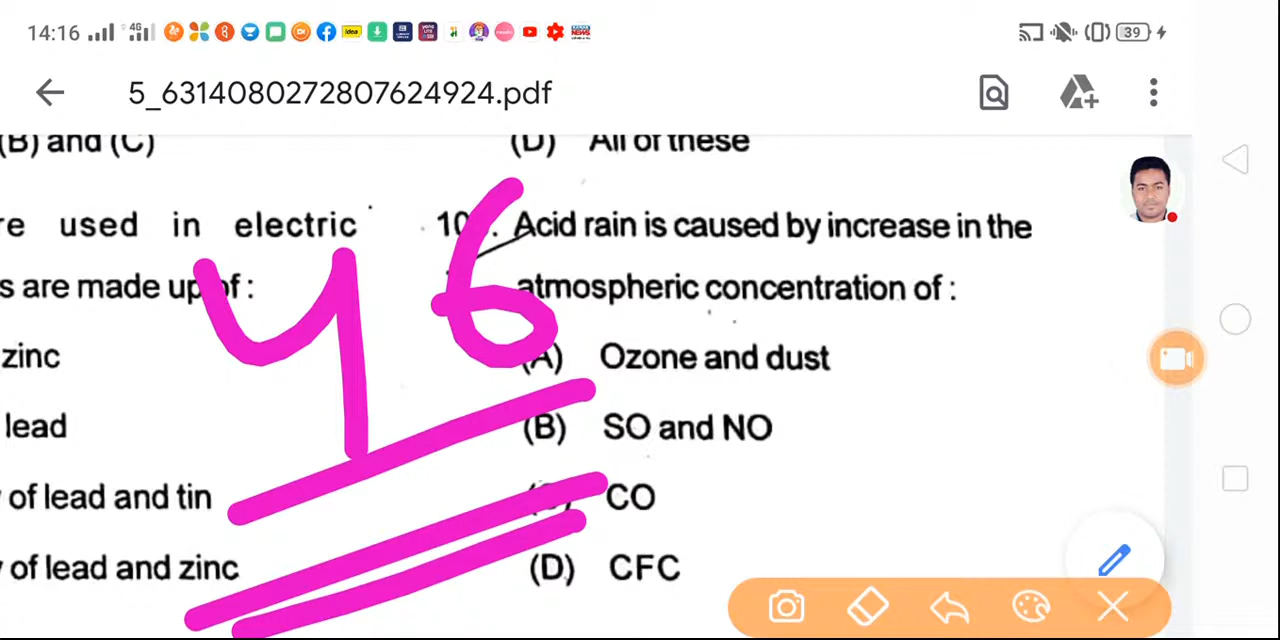 14:16 4G 39
5_6314080272807624924.pdf
(B) and (C)
re used in electric
s are made up of :
zinc
lead
of lead and tin
of lead and zinc
46
(D) All of these
10 . Acid rain is caused by increase in the
atmospheric concentration of :
(A) Ozone and dust
(B) SO and NO
(C) CO
(D) CFC